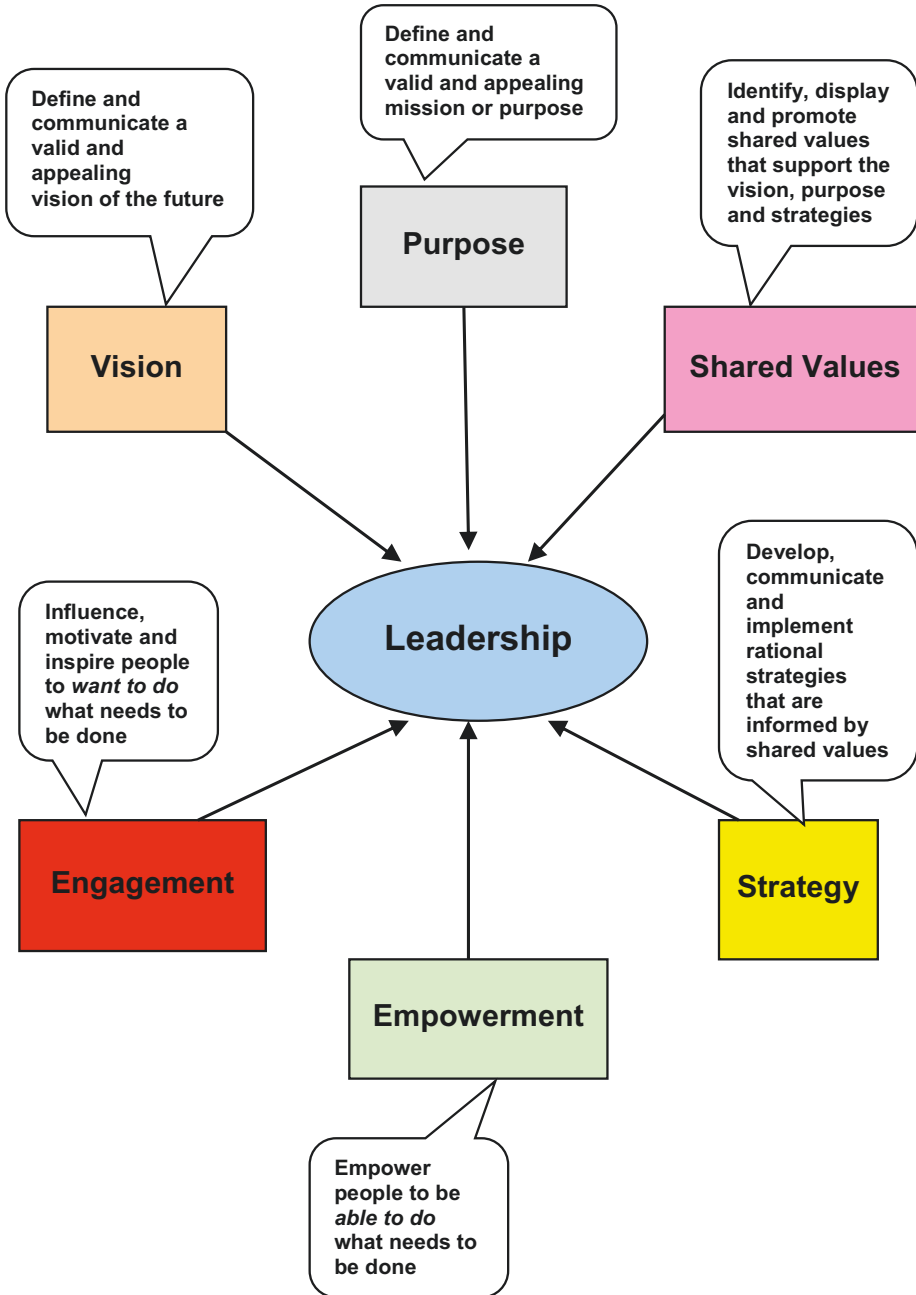 Define and
communicate a
valid and appealing
mission or purpose
Define and
communicate a
valid and
appealing
vision of the future
Identify, display
and promote
shared values
that support the
vision, purpose
and strategies
Purpose
Vision
Shared Values
Leadership
Influence,
motivate and
inspire people
to want to do
what needs to
be done
Develop,
communicate
and
implement
rational
strategies
that are
informed by
shared values
Engagement
Strategy
Empowerment
Empower
people to be
able to do
what needs to
be done